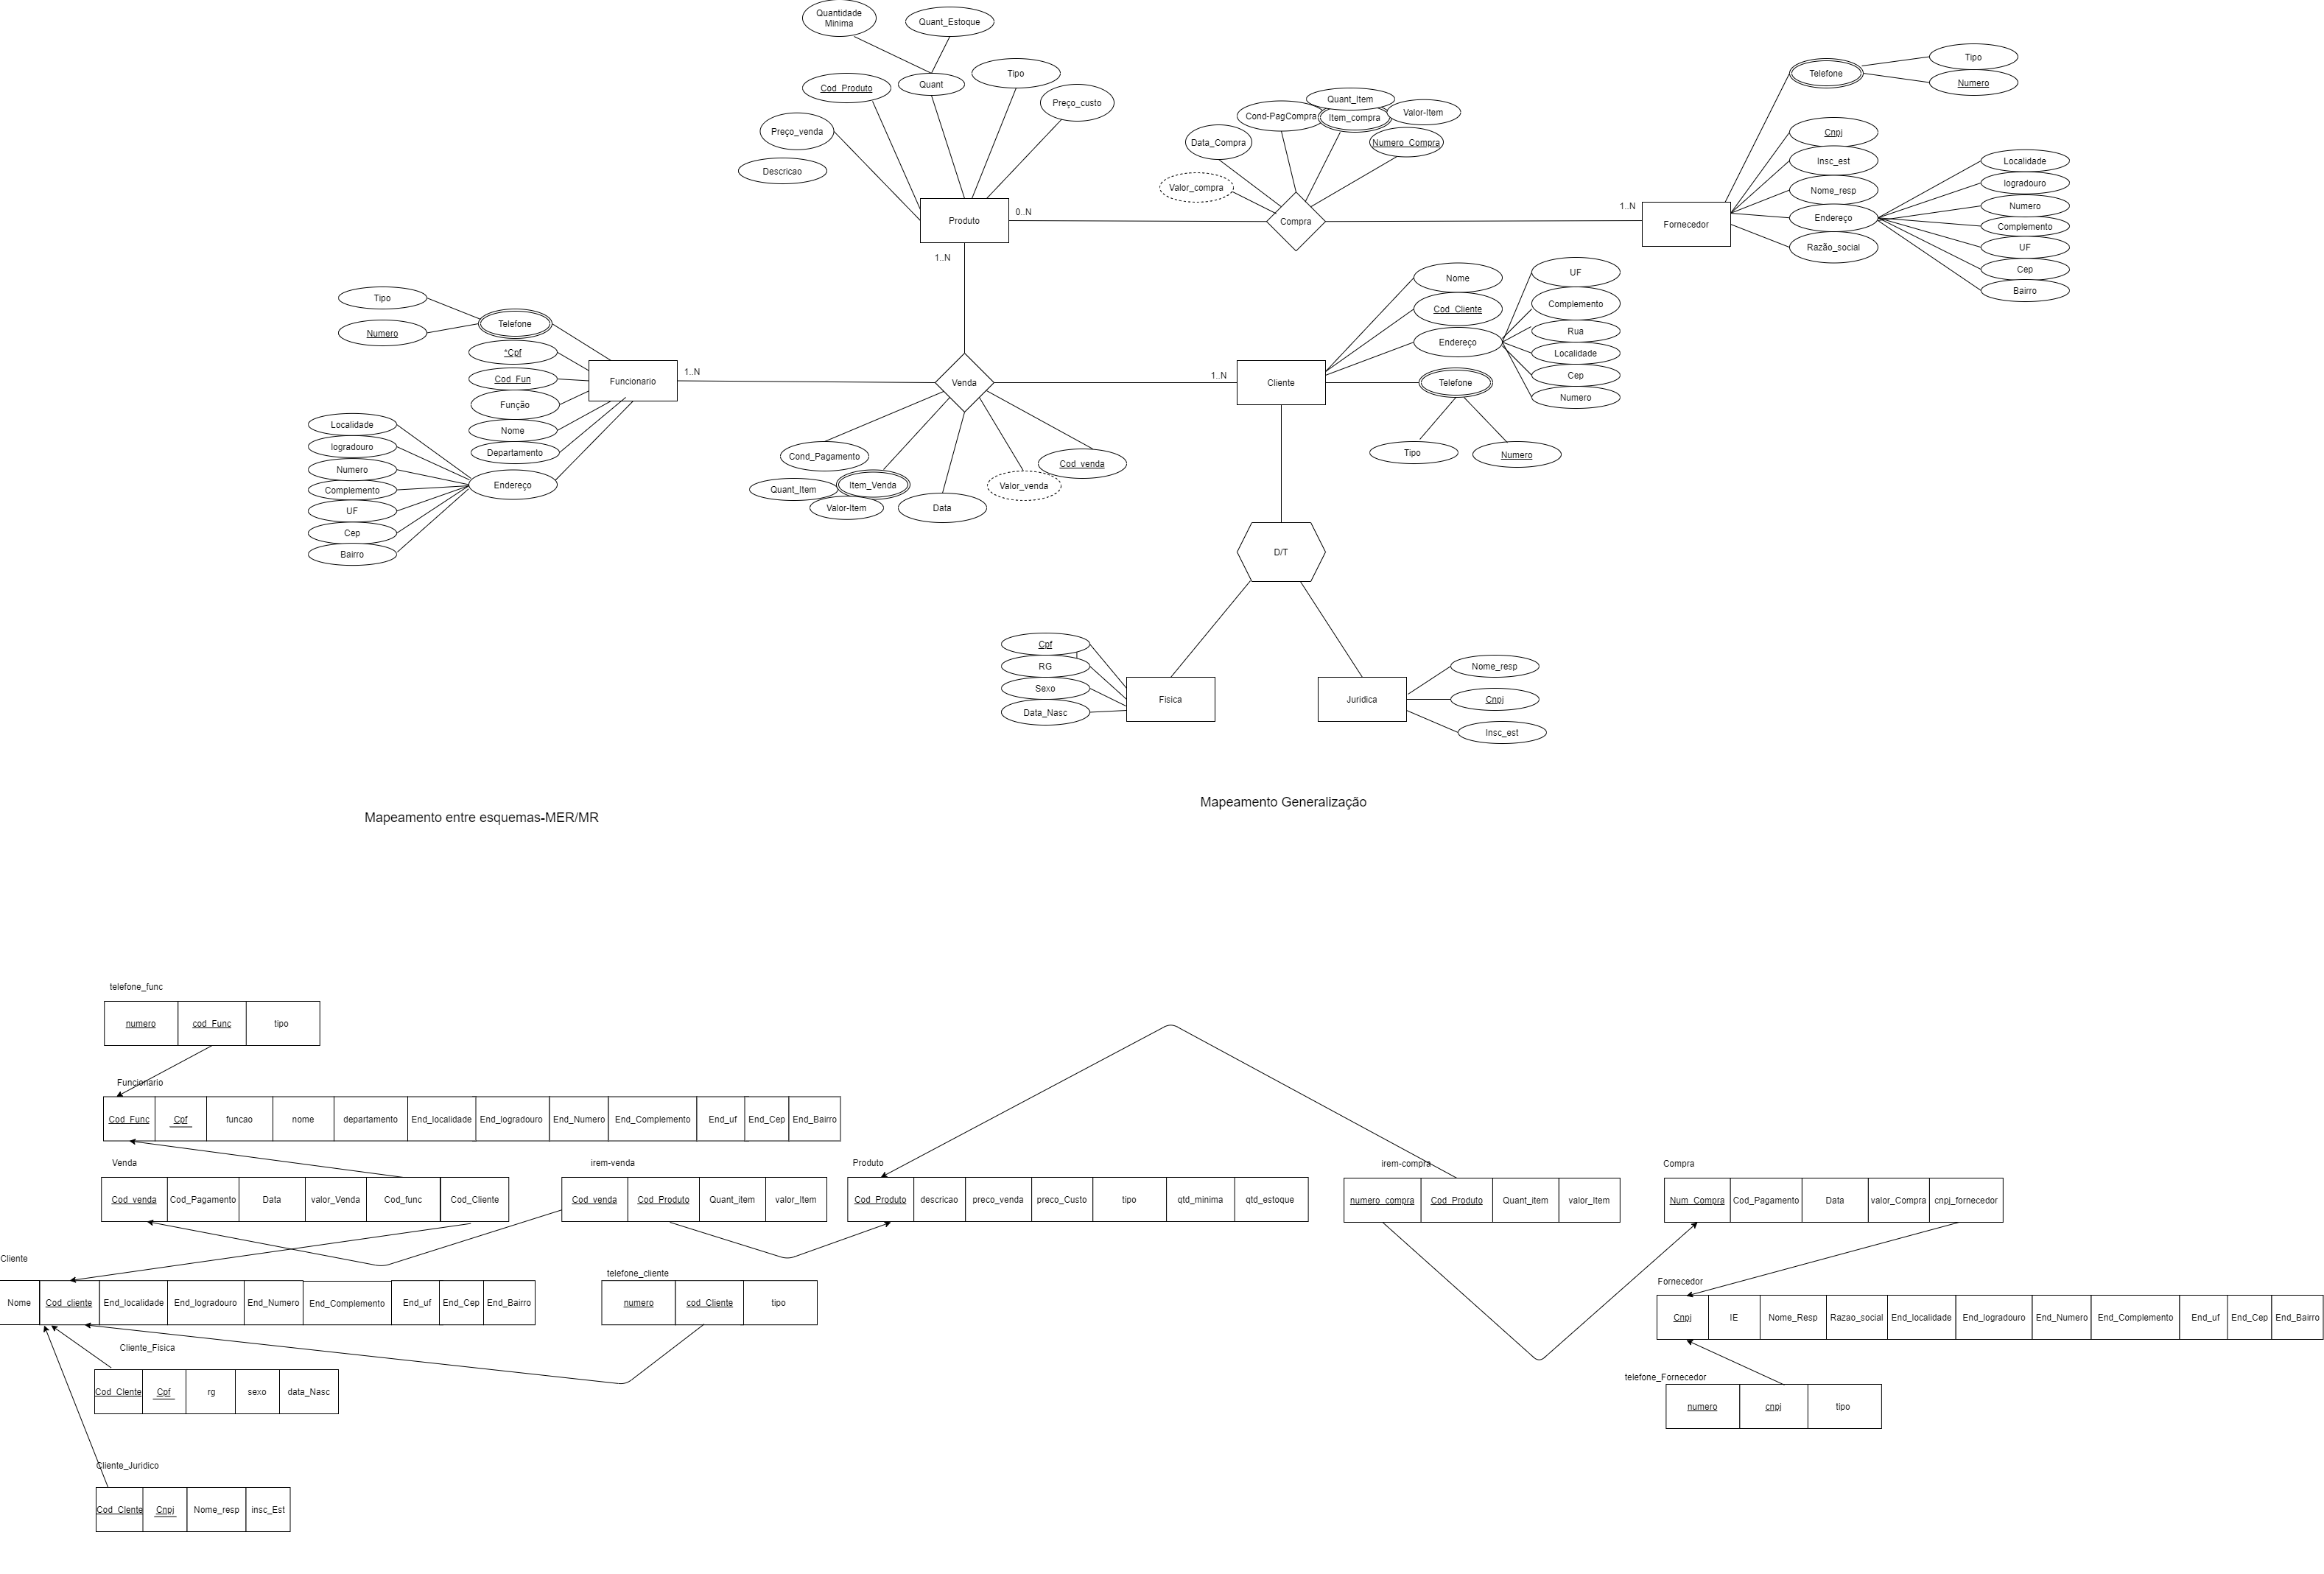 Quantidade
Minima
Quant_Estoque
Cod_Produto
Quant
Tipo
Preço_custo
Preço_venda
Descricao
Produto
0..N
1..N
Data_Compra
Cond-PagCompra
Quant_Item
Item_compra
Valor-Item
Numero_Compra
Valor_compra
Compra
1..N
Fornecedor
Telefone
Tipo
Numero
Cnpj
Insc_est
Nome_resp
Endereço
Razão_social
Localidade
logradouro
Numero
Complemento
UF
Cep
Bairro
Tipo
Numero
Telefone
*Cpf
Cod_Fun
Função
Nome
Departamento
Endereço
Localidade
logradouro
Numero
Complemento
UF
Cep
Bairro
Funcionario
1..N
Venda
1..N
Cliente
Cond_Pagamento
Quant_Item
Item_Venda
Valor-Item
Data
Valor_venda
Cod_venda
Nome
Cod_Cliente
Endereço
Telefone
Tipo
Numero
UF
Complemento
Rua
Localidade
Cep
Numero
D/T
Cpf
RG
Sexo
Data_Nasc
Fisica
Juridica
Nome_resp
Cnpj
Insc_est
Mapeamento entre esquemas-MER/MR
Mapeamento Generalização
telefone_func
numero cod_Func tipo
Funcionario
Cod_Func Cpf funcao nome departamento End_localidade End_logradouro End_Numero End_Complemento End_uf End_Cep End_Bairro
Venda
Cod_venda Cod_Pagamento Data valor_Venda Cod_func Cod_Cliente
irem-venda
Cod_venda Cod_Produto Quant_item valor_Item
Produto
Cod_Produto descricao preco_venda preco_Custo tipo qtd_minima qtd_estoque
irem-compra
numero_compra Cod_Produto Quant_item valor_Item
Compra
Num_Compra Cod_Pagamento Data valor_Compra cnpj_fornecedor
Cliente
Nome Cod_cliente End_localidade End_logradouro End_Numero End_Complemento End_uf End_Cep End_Bairro
telefone_cliente
numero cod_Cliente tipo
Fornecedor
Cnpj IE Nome_Resp Razao_social End_localidade End_logradouro End_Numero End_Complemento End_uf End_Cep End_Bairro
Cliente_Fisica
Cod_Clente Cpf rg sexo data_Nasc
telefone_Fornecedor
numero cnpj tipo
Cliente_Juridico
Cod_Clente Cnpj Nome_resp insc_Est